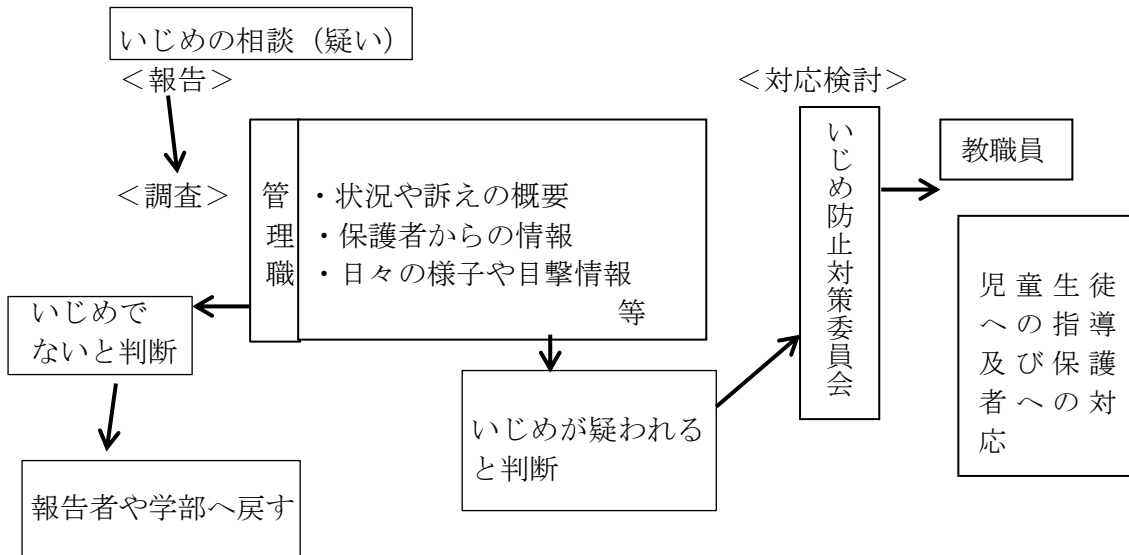 いじめの相談(疑い)
＜報告＞
＜対応検討＞
＜調査＞
管理職
・状況や訴えの概要
・保護者からの情報
・日々の様子や目撃情報
等
いじめ防止対策委員会
教職員
児童生徒
への指導
及び保護
者への対
応
いじめで
ないと判断
いじめが疑われる
と判断
報告者や学部へ戻す